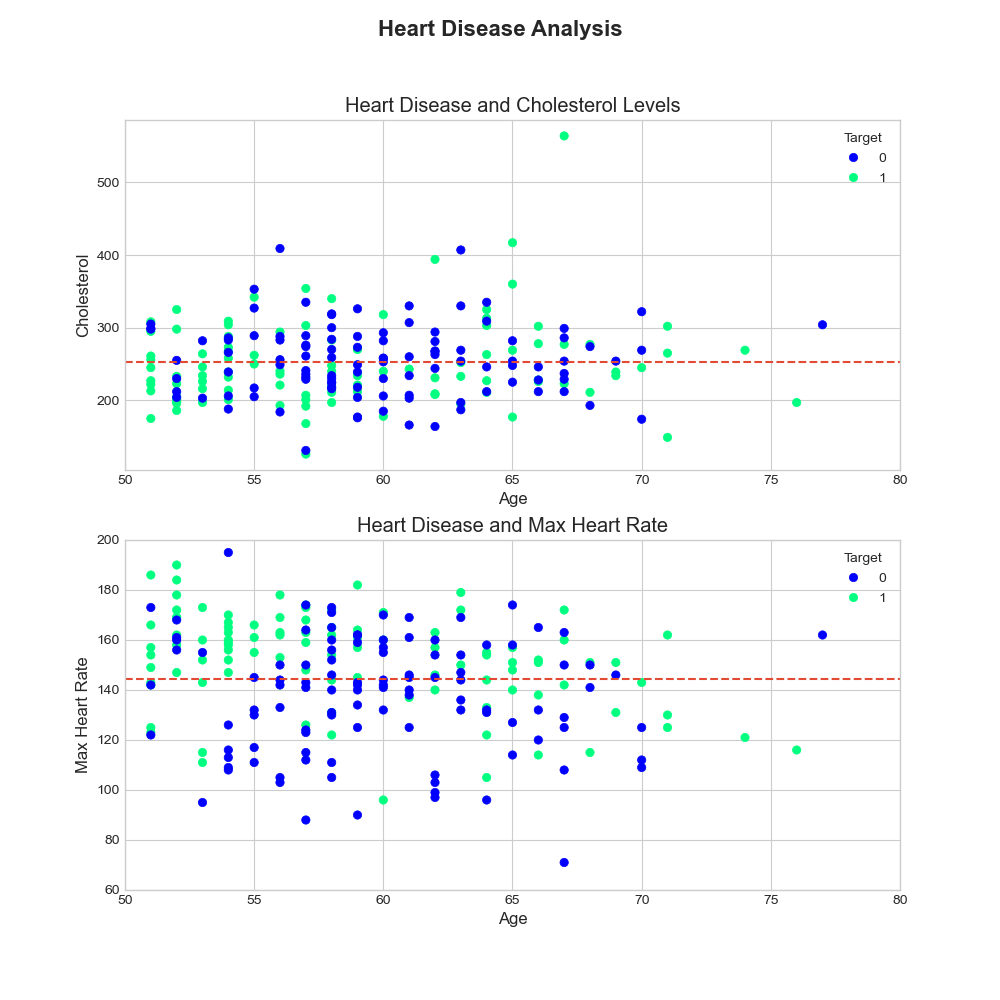 Heart Disease Analysis
Heart Disease and Cholesterol Levels
Target
0
1
500
400
300
200
Cholesterol
50 55 60 65 70 75 80
Age
Heart Disease and Max Heart Rate
Target
0
1
200
180
160
140
120
100
80
60
Max Heart Rate
50 55 60 65 70 75 80
Age